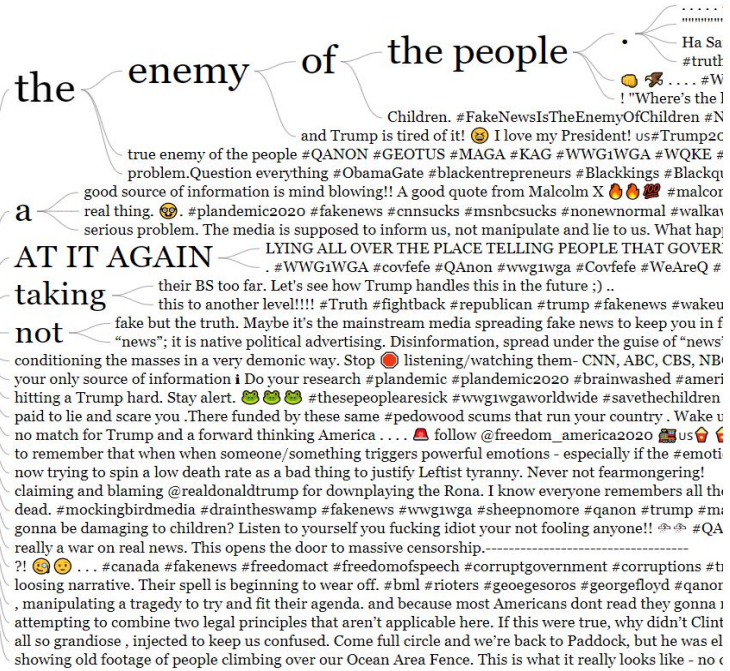 . . . . .
"""""""
.
Ha
#truth
the enemy of the people
👊 🦅 . . . .
! "Where's the
Children. #FakeNewsIsTheEnemyOfChildren
and Trump is tired of it! 😆 I love my President! us
true enemy of the people #QANON #GEOTUS #MAGA #KAG #WWG1WGA #WQKE
problem.Question everything #ObamaGate #blackentrepreneurs #Blackkings
good source of information is mind blowing!! A good quote from Malcolm X 🔥🔥💯
a
real thing. 🤓. #plandemic2020 #fakenews #cnnsucks #msnbcsucks #nonewnormal
serious problem. The media is supposed to inform us, not manipulate and lie to us. What
LYING ALL OVER THE PLACE TELLING PEOPLE THAT
AT IT AGAIN
. #WWG1WGA #covfefe #QAnon #wwg1wga #Covfefe #WeAreQ
their BS too far. Let's see how Trump handles this in the future ;) ..
taking
this to another level!!!! #Truth #fightback #republican #trump #fakenews
fake but the truth. Maybe it's the mainstream media spreading fake news to keep you in
not
“news”; it is native political advertising. Disinformation, spread under the guise of “news”
conditioning the masses in a very demonic way. Stop 🛑 listening/watching them- CNN, ABC, CBS,
your only source of information ℹ Do your research #plandemic #plandemic2020 #brainwashed
hitting a Trump hard. Stay alert. 🐸🐸🐸 #thesepeoplearesick #wwg1wgaworldwide #savethechildren
paid to lie and scare you .There funded by these same #pedowood scums that run your country . Wake
no match for Trump and a forward thinking America . . . . 🚨 follow @freedom_america2020 🚂us🍿
to remember that when when someone/something triggers powerful emotions - especially if the
now trying to spin a low death rate as a bad thing to justify Leftist tyranny. Never not fearmongering!
claiming and blaming @realdonaldtrump for downplaying the Rona. I know everyone remembers all
dead. #mockingbirdmedia #draintheswamp #fakenews #wwg1wga #sheepnomore #qanon #trump
gonna be damaging to children? Listen to yourself you fucking idiot your not fooling anyone!!
really a war on real news. This opens the door to massive censorship.-----------------------------------
?! 🧐🤨 . . . #canada #fakenews #freedomact #freedomofspeech #corruptgovernment #corruptions
loosing narrative. Their spell is beginning to wear off. #bml #rioters #geoegesoros #georgefloyd
, manipulating a tragedy to try and fit their agenda. and because most Americans dont read they gonna
attempting to combine two legal principles that aren’t applicable here. If this were true, why didn’t
all so grandiose , injected to keep us confused. Come full circle and we’re back to Paddock, but he was
showing old footage of people climbing over our Ocean Area Fence. This is what it really looks like - no